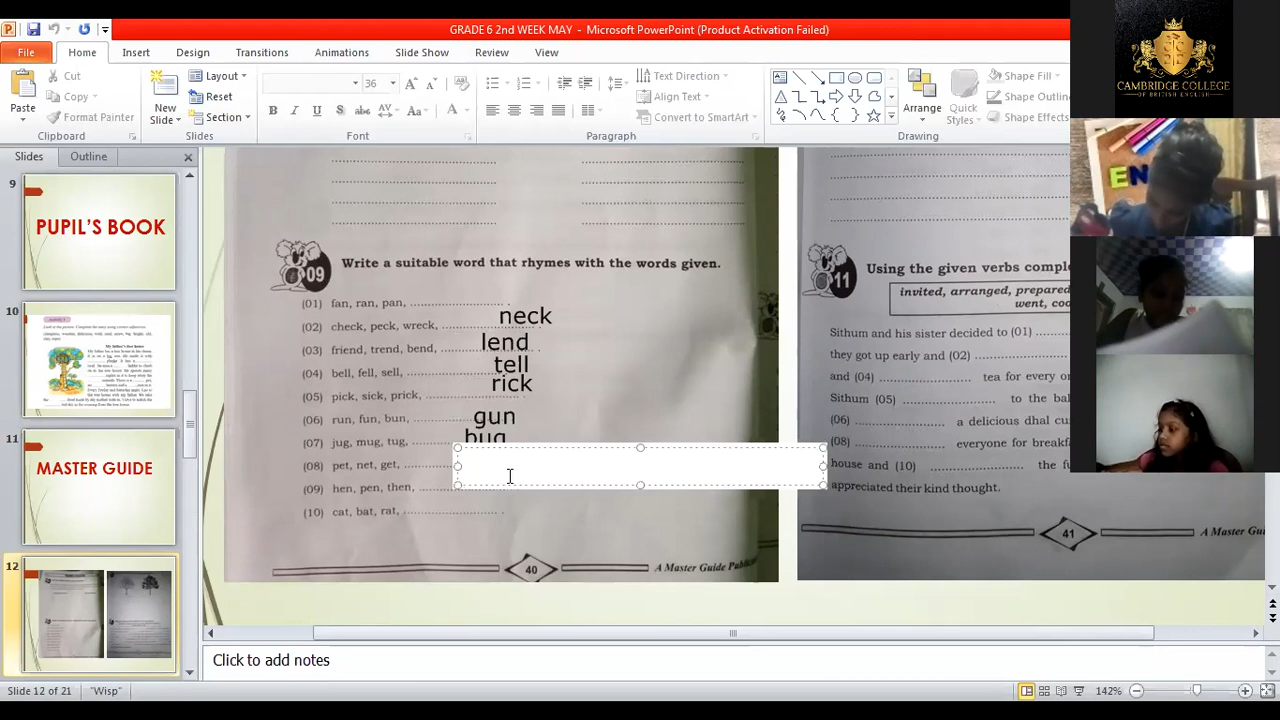 GRADE 6 2nd WEEK MAY - Microsoft PowerPoint (Product Activation Failed)
File Home Insert Design Transitions Animations Slide Show Review View
Paste
Cut
Copy
Format Painter
Clipboard
New Slide
Layout
Reset
Section
Slides
36
B I U S
Aa
A
Font
Text Direction
Align Text
Convert to SmartArt
Paragraph
Arrange
Quick Styles
Shape Fill
Shape Outlin
Shape Effects
Drawing
CAMBRIDGE COLLEGE
OF BRITISH ENGLISH
EN
Slides Outline
9
PUPIL'S BOOK
10
11
MASTER GUIDE
12
09 Write a suitable word that rhymes with the words given.
(01) fan, ran, pan, .............................. .
(02) check, peck, wreck, .............................. neck
(03) friend, trend, bend, .............................. lend
(04) bell, fell, sell, .............................. tell
(05) pick, sick, prick, .............................. rick
(06) run, fun, bun, .............................. gun
(07) jug, mug, tug, .............................. bug
(08) pet, net, get, ..............................
(09) hen, pen, then, ..............................
(10) cat, bat, rat, .............................. .
40
A Master Guide Public
11 Using the given verbs comple
invited, arranged, prepared
went, coo
Sithum and his sister decided to (01) ..............
they got up early and (02) ..............
and (04) .............. tea for every or
Sithum (05) .............. to the bal
(06) .............. a delicious dhal cu
(08) .............. everyone for breakfa
house and (10) .............. the fu
appreciated their kind thought.
41
A Master Gui
Click to add notes
Slide 12 of 21 "Wisp" 142%